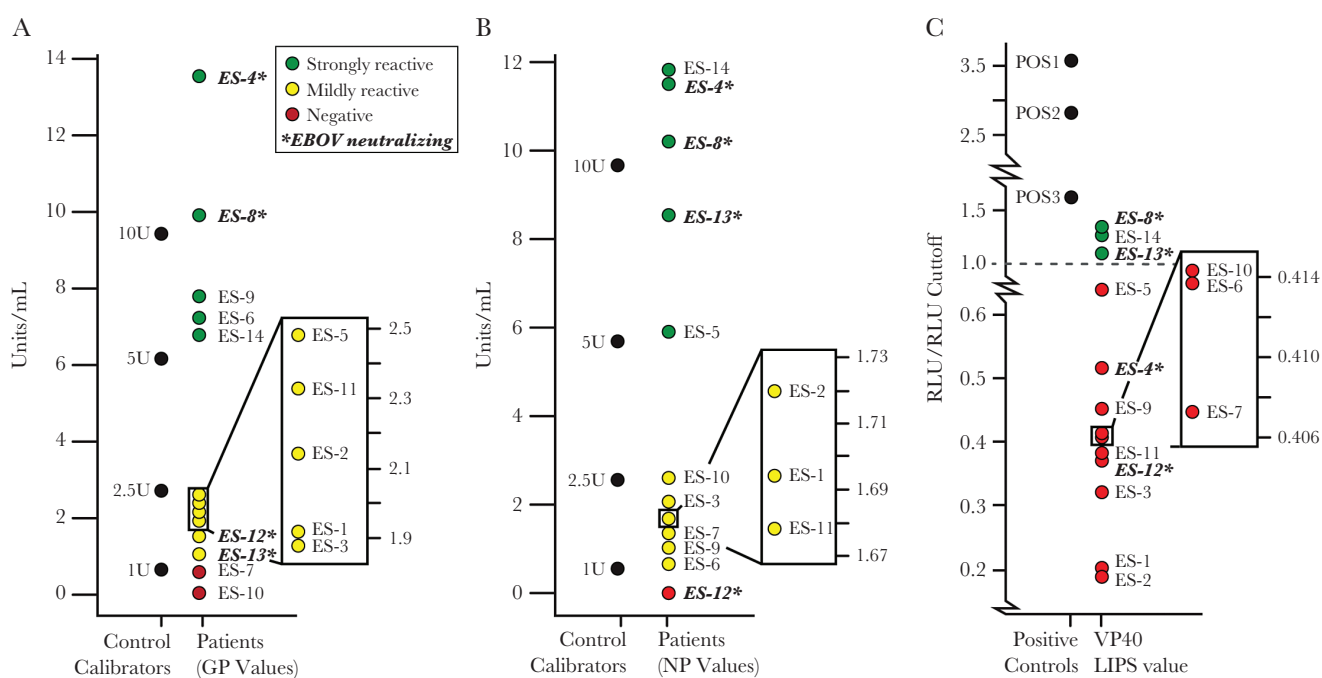 A
Units/mL
14
12
10
8
6
4
2
0
10U
5U
2.5U
1U
Strongly reactive
Mildly reactive
Negative
*EBOV neutralizing
ES-4*
ES-8*
ES-9
ES-6
ES-14
ES-12*
ES-13*
ES-7
ES-10
ES-5
ES-11
ES-2
ES-1
ES-3
2.5
2.3
2.1
1.9
Control
Calibrators
Patients
(GP Values)
B
Units/mL
12
10
8
6
4
2
0
10U
5U
2.5U
1U
ES-14
ES-4*
ES-8*
ES-13*
ES-5
ES-10
ES-3
ES-7
ES-9
ES-6
ES-12*
ES-2
ES-1
ES-11
1.73
1.71
1.69
1.67
Control
Calibrators
Patients
(NP Values)
C
RLU/RLU Cuttoff
3.5
2.5
1.5
1.0
0.6
0.5
0.4
0.3
0.2
POS1
POS2
POS3
ES-8*
ES-14
ES-13*
ES-5
ES-4*
ES-9
ES-11
ES-12*
ES-3
ES-1
ES-2
ES-10
ES-6
ES-7
0.414
0.410
0.406
Positive
Controls
VP40
LIPS value